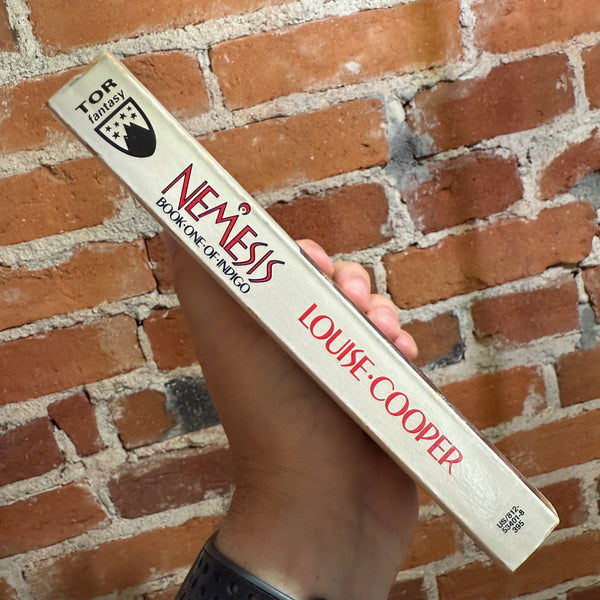 TOR
fantasy
NEMESIS
BOOK·ONE·OF·INDIGO
LOUISE·COOPER
US/812-
53401-8
395